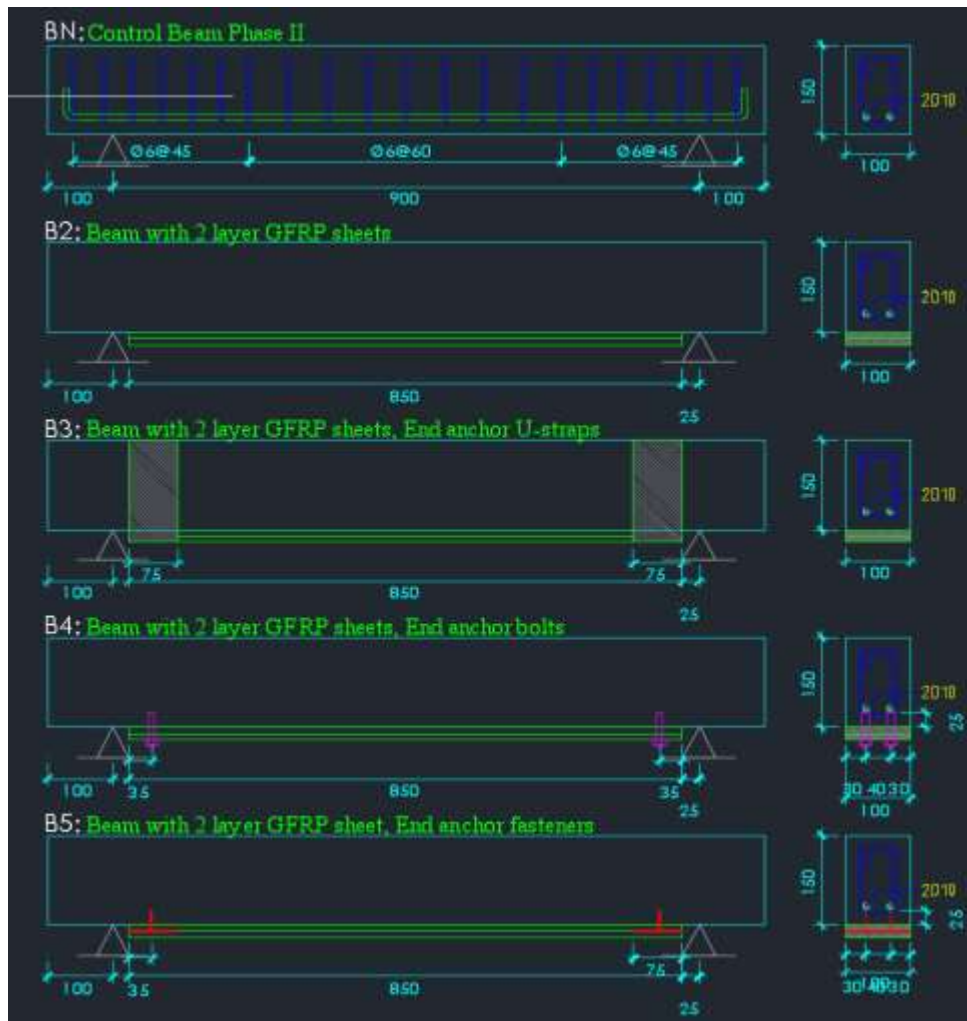 BN: Control Beam Phase II
150
2Ø10
Ø6@45 Ø6@60 Ø6@45
100
100 900 100
B2: Beam with 2 layer GFRP sheets
150
2Ø10
100
100 850
25
B3: Beam with 2 layer GFRP sheets, End anchor U-straps
150
2Ø10
75 75 100
100 850
25
B4: Beam with 2 layer GFRP sheets, End anchor bolts
150
2Ø10
25
100 35 850 35 30 40 30
25 100
B5: Beam with 2 layer GFRP sheet, End anchor fasteners
150
2Ø10
25
75
100 35 850 30 40 30
100
25